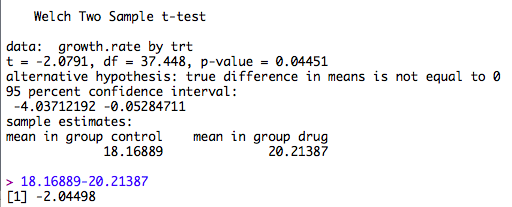 Welch Two Sample t-test
data:  growth.rate by trt
t = -2.0791, df = 37.448, p-value = 0.04451
alternative hypothesis: true difference in means is not equal to 0
95 percent confidence interval:
 -4.03712192 -0.05284711
sample estimates:
mean in group control    mean in group drug
             18.16889              20.21387
> 18.16889-20.21387
[1] -2.04498